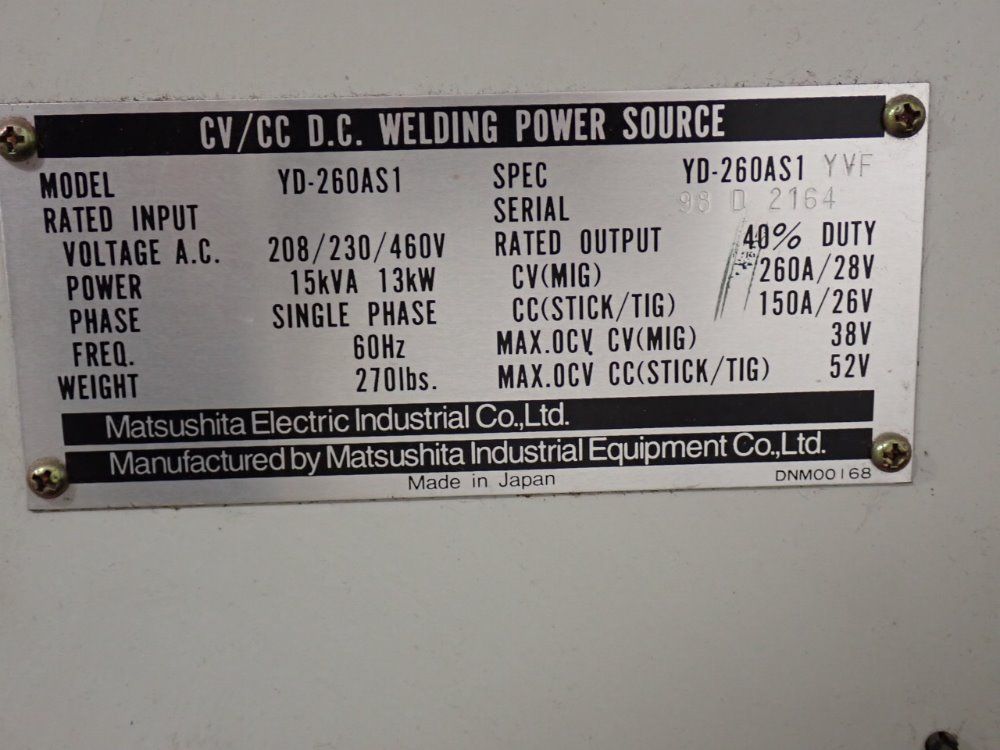 CV/CC D.C. WELDING POWER SOURCE
MODEL YD-260AS1 SPEC YD-260AS1 YVF
RATED INPUT SERIAL 98 D 2164
VOLTAGE A.C. 208/230/460V RATED OUTPUT 40% DUTY
POWER 15kVA 13kW CV(MIG) 260A/28V
PHASE SINGLE PHASE CC(STICK/TIG) 150A/26V
FREQ. 60Hz MAX.OCV CV(MIG) 38V
WEIGHT 270lbs. MAX.OCV CC(STICK/TIG) 52V
Matsushita Electric Industrial Co.,Ltd.
Manufactured by Matsushita Industrial Equipment Co.,Ltd.
Made in Japan DNM00168